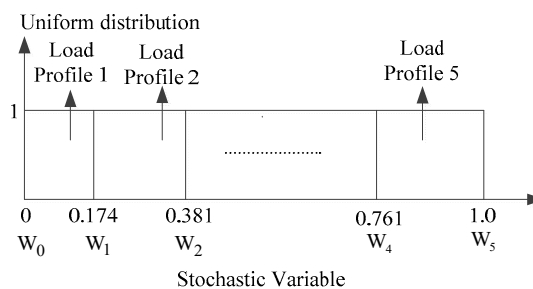 Uniform distribution
Load Profile 1
Load Profile 2
Load Profile 5
1
0 0.174 0.381 0.761 1.0
W0 W1 W2 W4 W5
Stochastic Variable